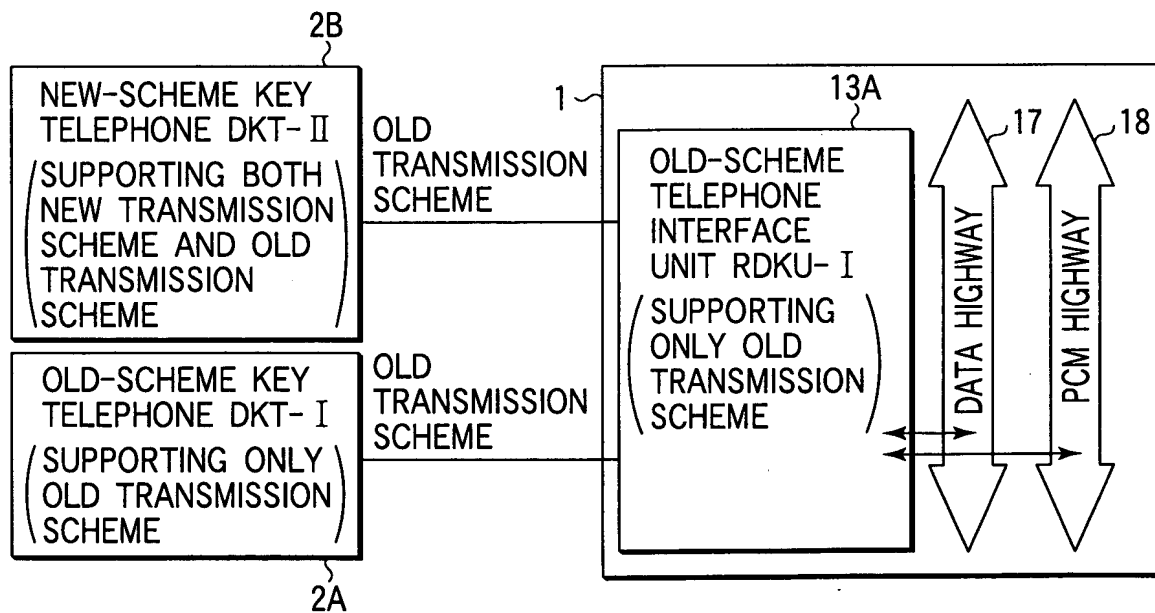 2B
NEW-SCHEME KEY
TELEPHONE DKT-II
(SUPPORTING BOTH
NEW TRANSMISSION
SCHEME AND OLD
TRANSMISSION
SCHEME)
OLD
TRANSMISSION
SCHEME
OLD-SCHEME KEY
TELEPHONE DKT-I
(SUPPORTING ONLY
OLD TRANSMISSION
SCHEME)
2A
OLD
TRANSMISSION
SCHEME
1
13A
OLD-SCHEME
TELEPHONE
INTERFACE
UNIT RDKU-I
(SUPPORTING
ONLY OLD
TRANSMISSION
SCHEME)
17
DATA HIGHWAY
18
PCM HIGHWAY